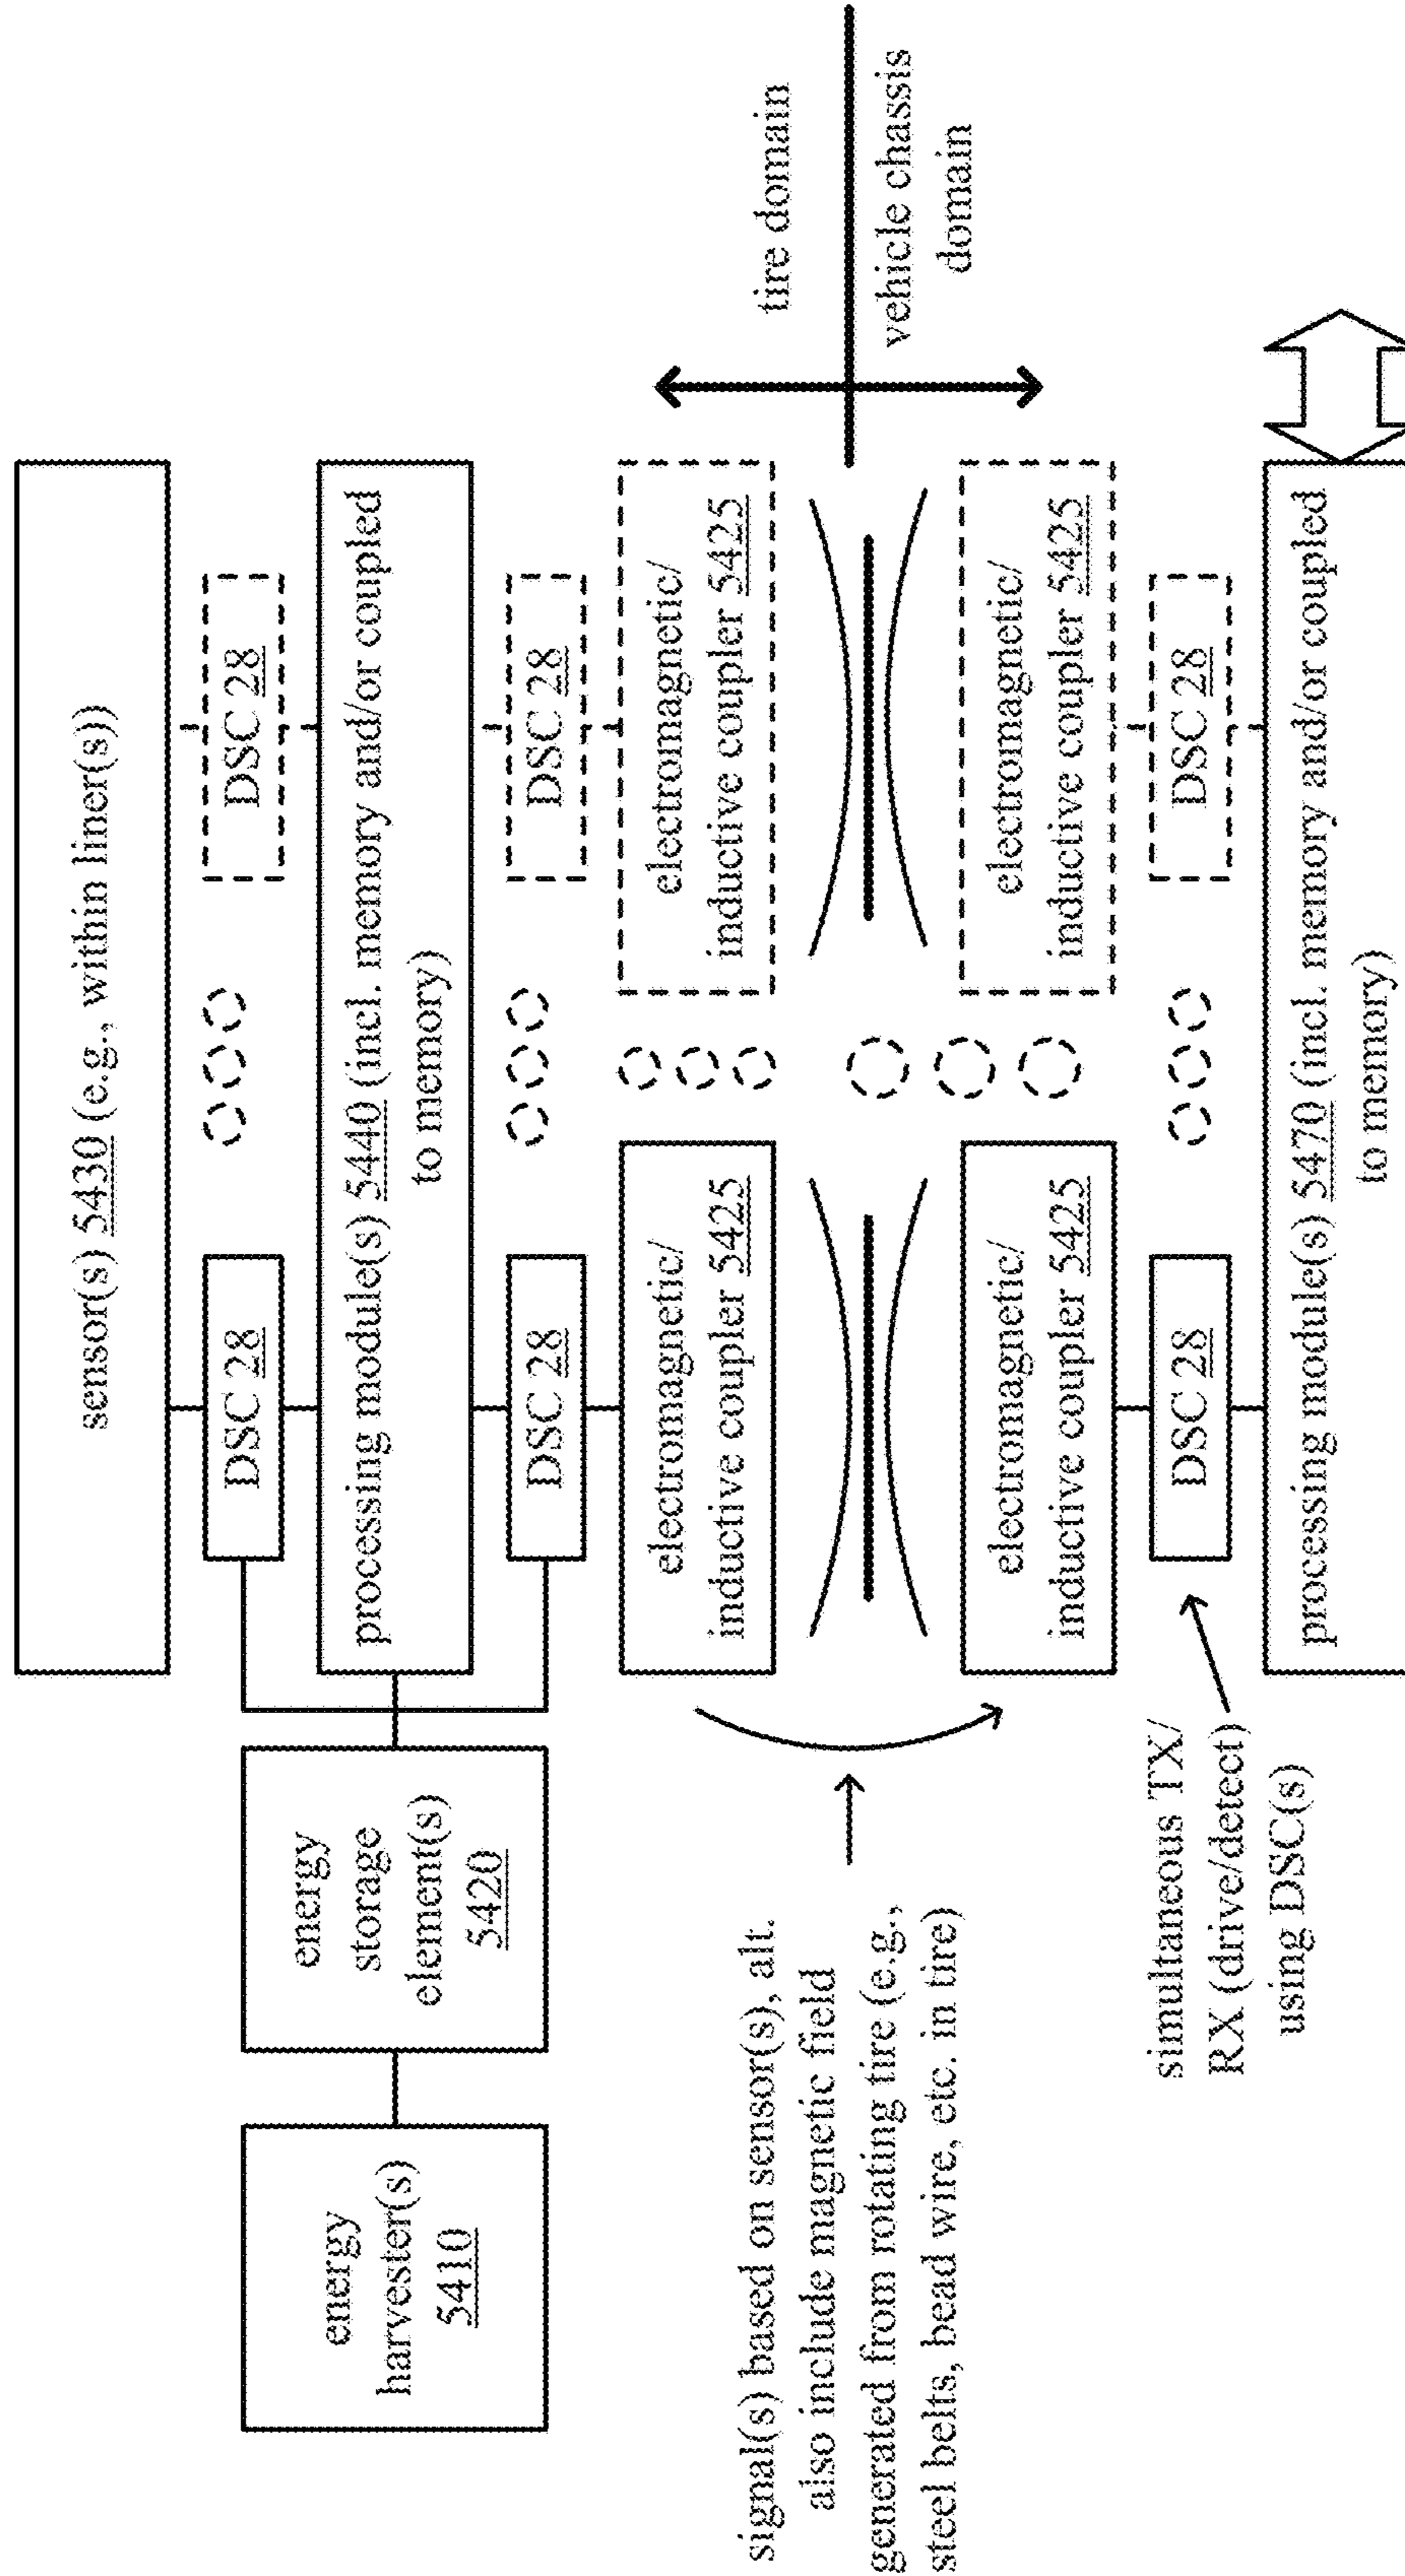 sensor(s) 5430 (e.g., within liner(s))
DSC 28
DSC 28
energy
harvester(s)
5410
energy
storage
element(s)
5420
processing module(s) 5440 (incl. memory and/or coupled
to memory)
DSC 28
DSC 28
electromagnetic/
inductive coupler 5425
electromagnetic/
inductive coupler 5425
signal(s) based on sensor(s), alt.
also include magnetic field
generated from rotating tire (e.g.,
steel belts, bead wire, etc. in tire)
tire domain
vehicle chassis
domain
electromagnetic/
inductive coupler 5425
electromagnetic/
inductive coupler 5425
simultaneous TX/
RX (drive/detect)
using DSC(s)
DSC 28
DSC 28
processing module(s) 5470 (incl. memory and/or coupled
to memory)